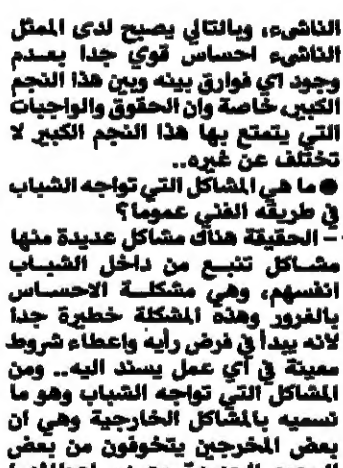 الناشىء، وبالتالي يصبح لدى الممثل
الناشىء احساس قوي جدا بعدم
وجود اي فوارق بينه وبين هذا النجم
الكبير، خاصة وان الحقوق والواجبات
التي يتمتع بها هذا النجم الكبير لا
تختلف عن غيره..
● ما هي المشاكل التي تواجه الشباب
في طريقه الفني عموما؟
- الحقيقة هناك مشاكل عديدة منها
مشاكل تنبع من داخل الشباب
انفسهم، وهي مشكلة الاحساس
بالغرور وهذه المشكلة خطيرة جدا
لانه يبدأ في فرض رأيه واعطاء شروط
معينة في أي عمل يسند اليه.. ومن
المشاكل التي تواجه الشباب وهو ما
تسميه بالمشاكل الخارجية وهي ان
بعض المخرجين يتخوفون من بعض